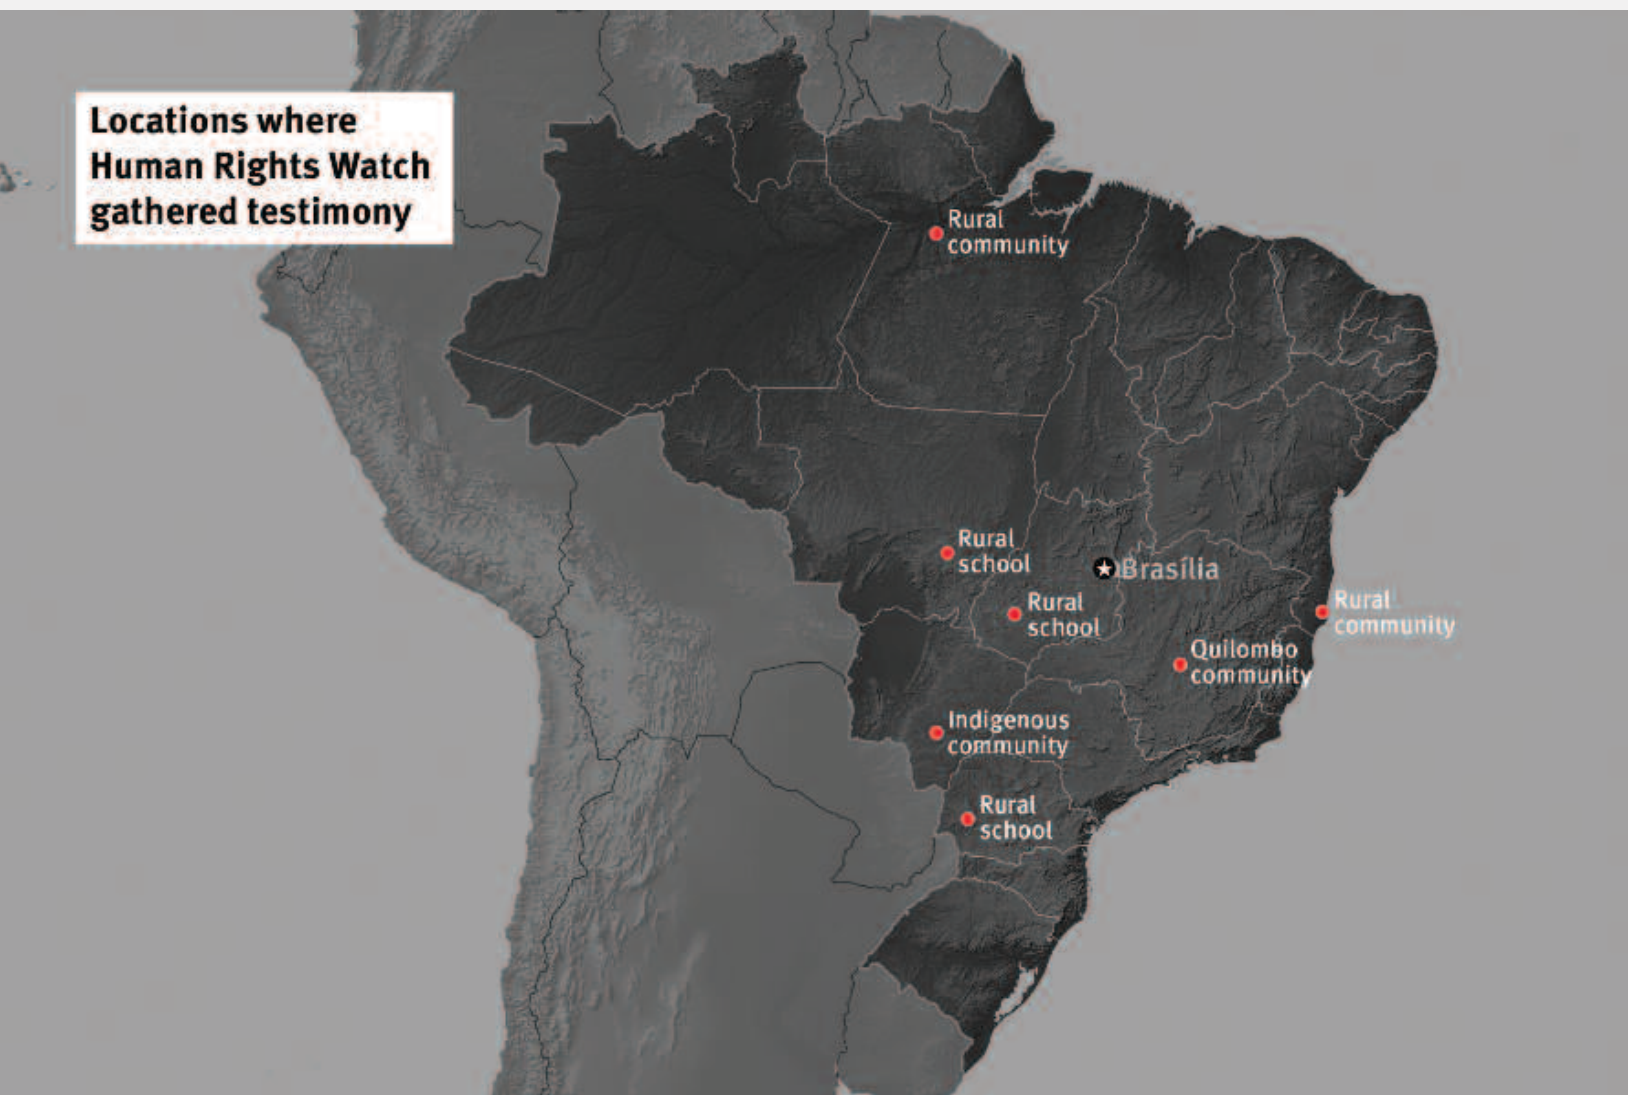 Locations where
Human Rights Watch
gathered testimony
Rural
community
Rural
school
Brasília
Rural
school
Rural
community
Quilombo
community
Indigenous
community
Rural
school